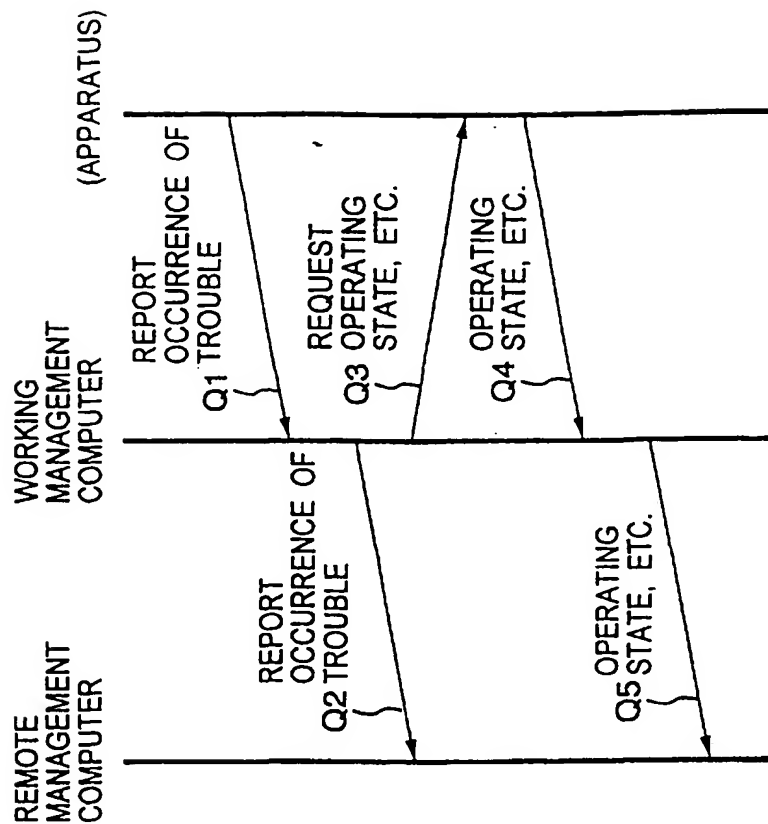 REMOTE
MANAGEMENT
COMPUTER
WORKING
MANAGEMENT
COMPUTER
(APPARATUS)
REPORT
OCCURRENCE OF
TROUBLE
Q1
REPORT
OCCURRENCE OF
TROUBLE
Q2
REQUEST
OPERATING
STATE, ETC.
Q3
OPERATING
STATE, ETC.
Q4
OPERATING
STATE, ETC.
Q5